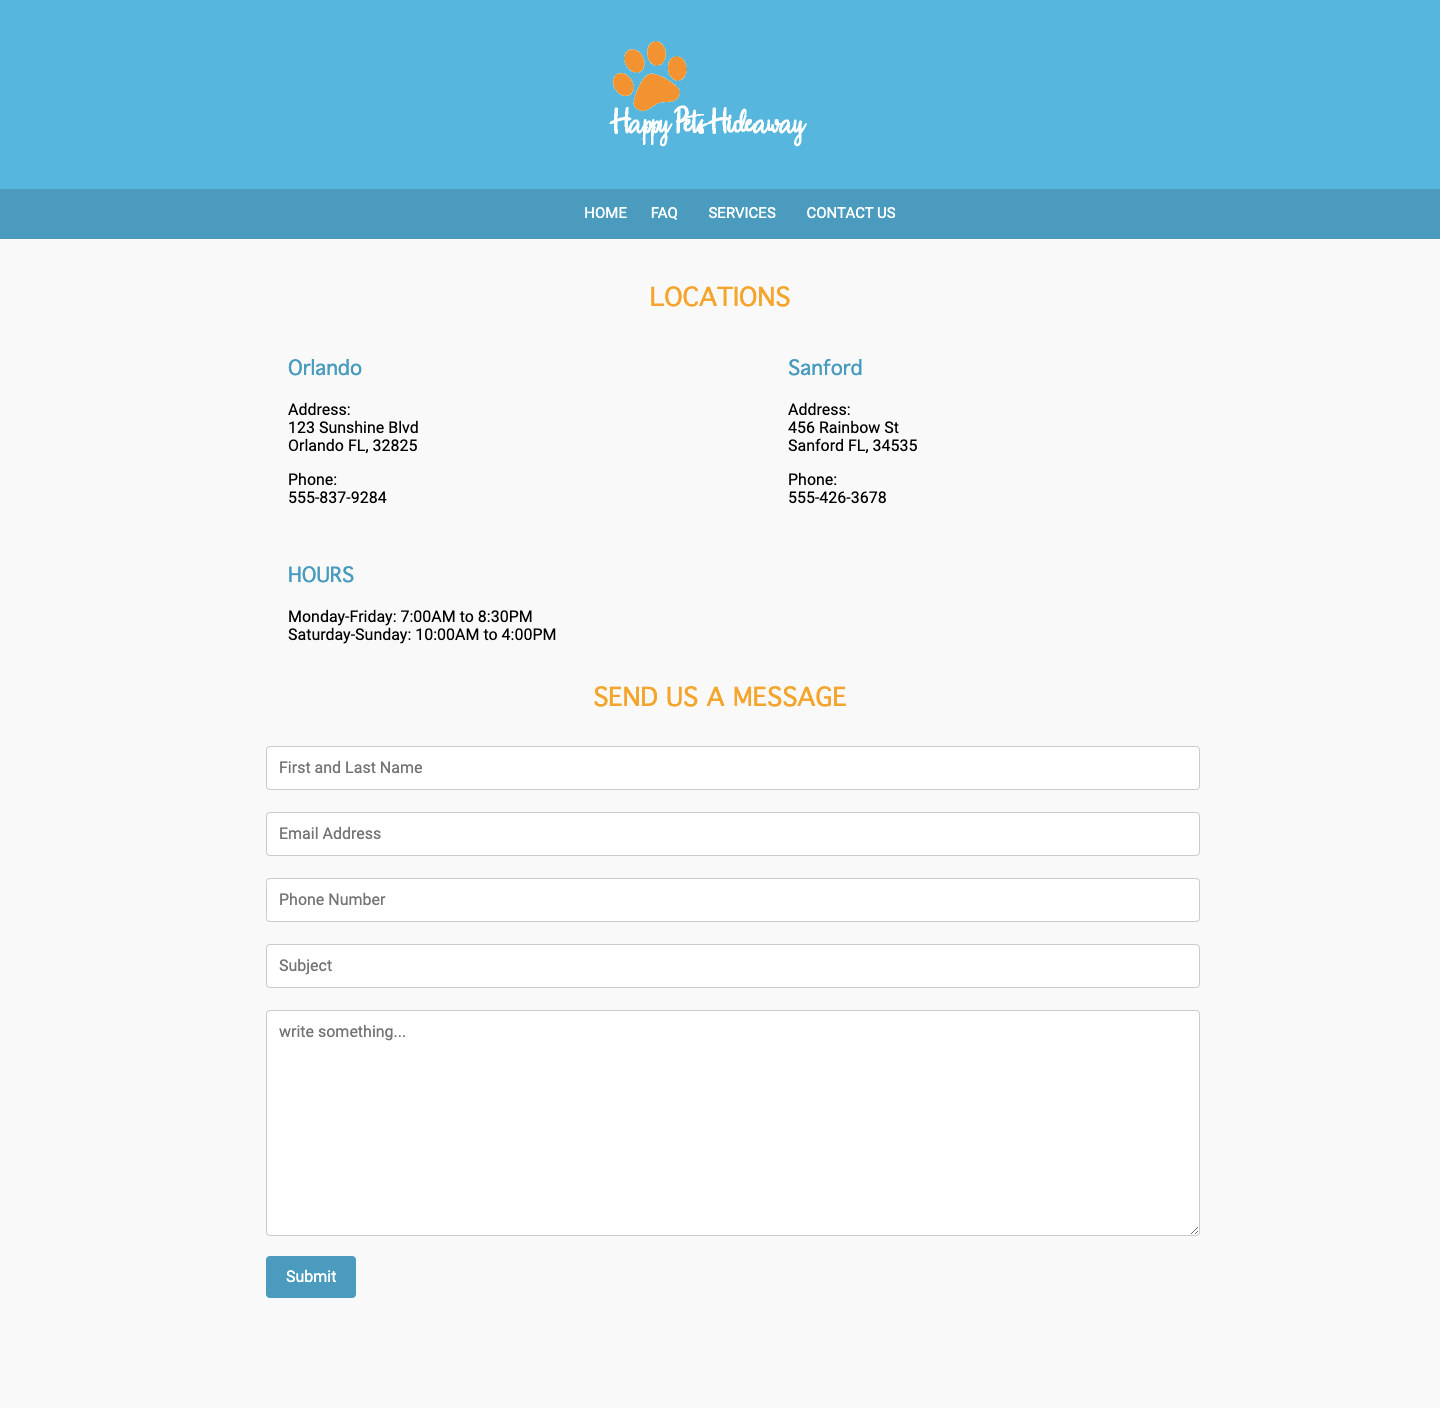 Happy Pets Hideaway
HOME FAQ SERVICES CONTACT US
LOCATIONS
Orlando
Address:
123 Sunshine Blvd
Orlando FL, 32825
Phone:
555-837-9284
Sanford
Address:
456 Rainbow St
Sanford FL, 34535
Phone:
555-426-3678
HOURS
Monday-Friday: 7:00AM to 8:30PM
Saturday-Sunday: 10:00AM to 4:00PM
SEND US A MESSAGE
First and Last Name
Email Address
Phone Number
Subject
write something...
Submit